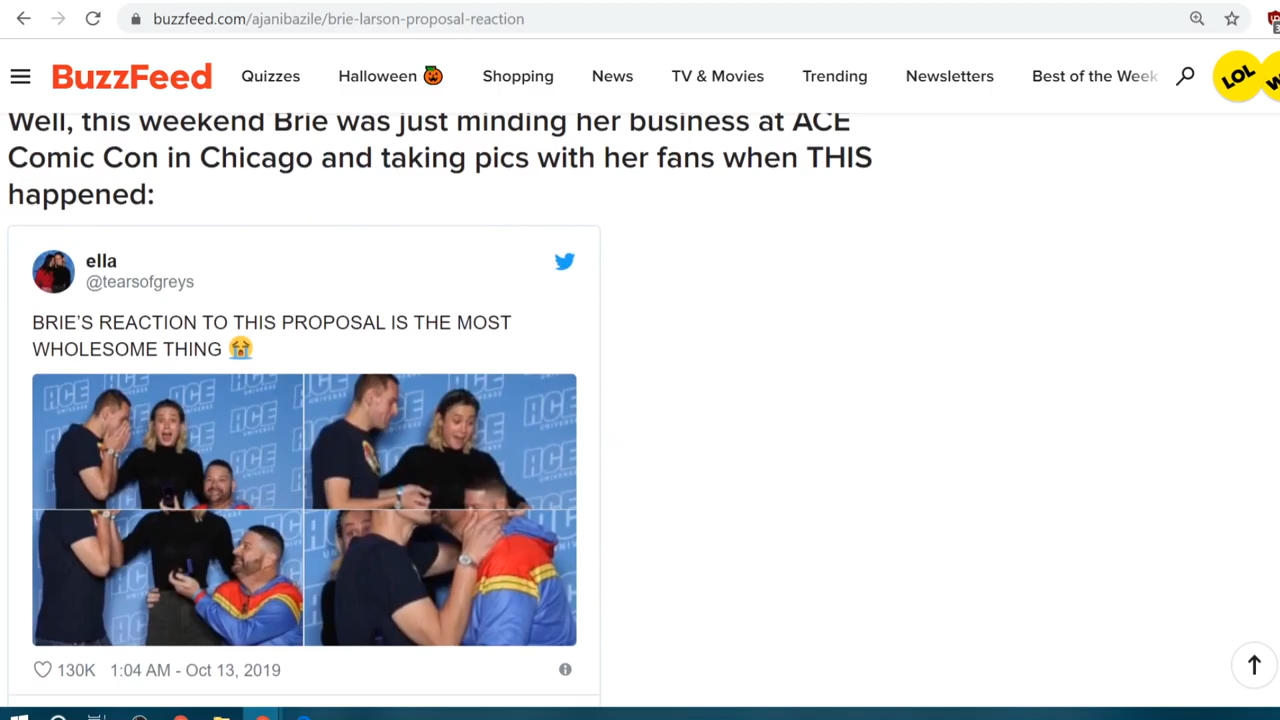 buzzfeed.com/ajanibazile/brie-larson-proposal-reaction
BuzzFeed Quizzes Halloween 🎃 Shopping News TV & Movies Trending Newsletters Best of the Week LOL
Well, this weekend Brie was just minding her business at ACE
Comic Con in Chicago and taking pics with her fans when THIS
happened:
ella
@tearsofgreys
BRIE’S REACTION TO THIS PROPOSAL IS THE MOST
WHOLESOME THING 😭
ACE UNIVERSE
130K 1:04 AM - Oct 13, 2019